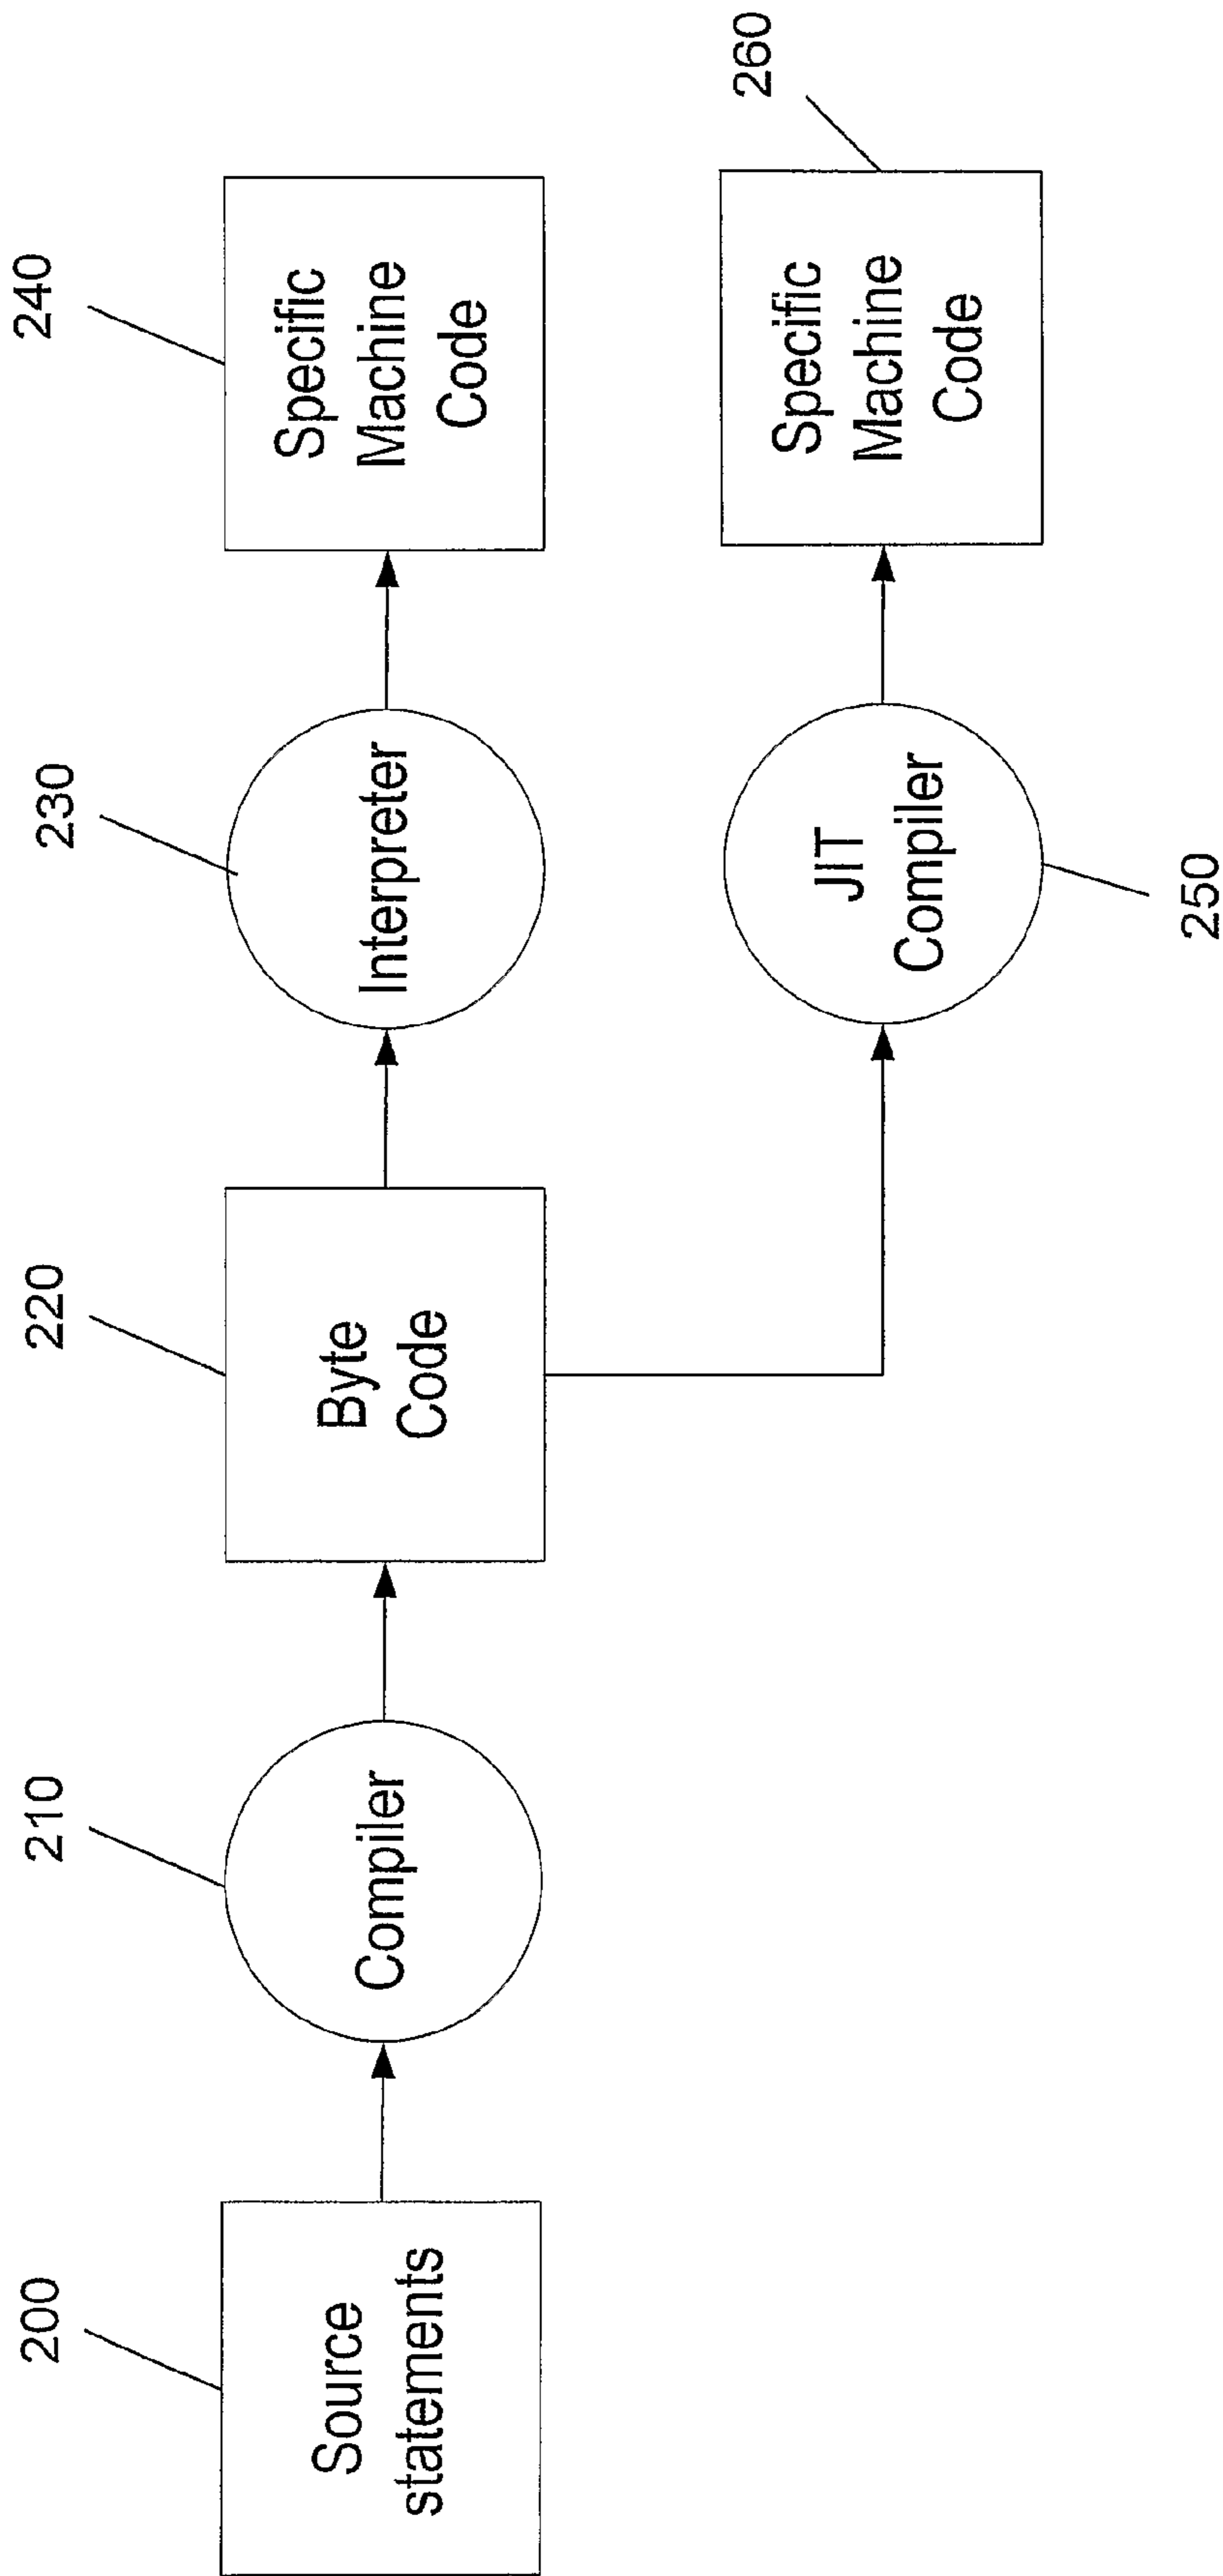 200
Source
statements
210
Compiler
220
Byte
Code
230
Interpreter
240
Specific
Machine
Code
250
JIT
Compiler
260
Specific
Machine
Code